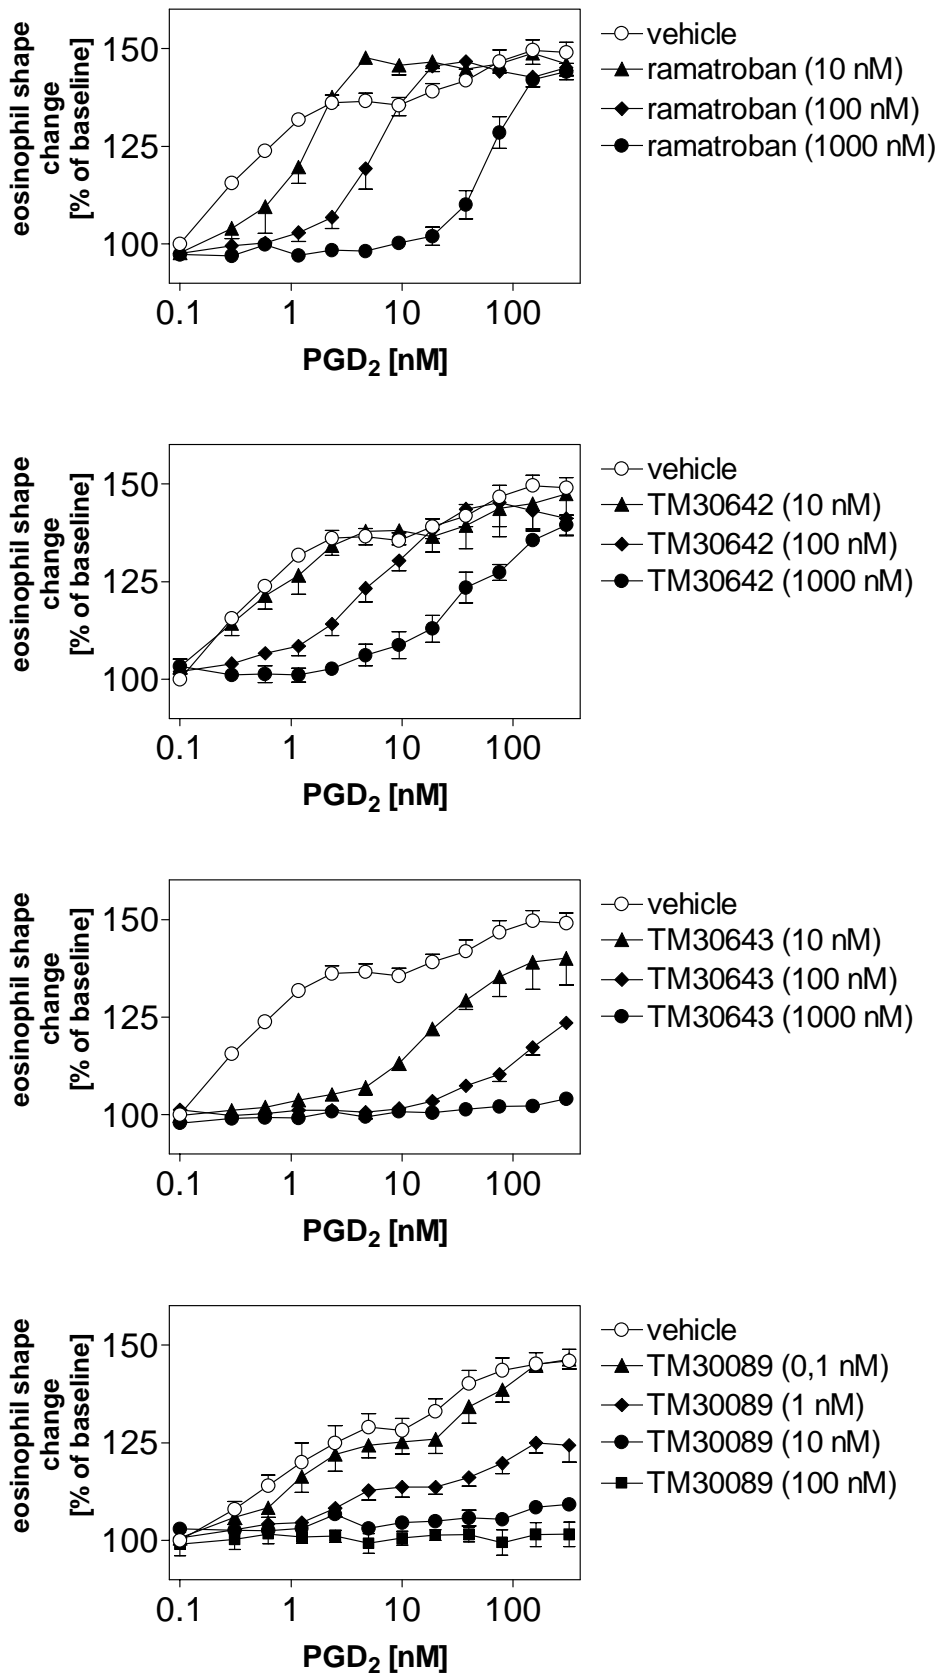 eosinophil shape
change
[% of baseline]
150
125
100
0.1 1 10 100
PGD2 [nM]
vehicle
ramatroban (10 nM)
ramatroban (100 nM)
ramatroban (1000 nM)
eosinophil shape
change
[% of baseline]
150
125
100
0.1 1 10 100
PGD2 [nM]
vehicle
TM30642 (10 nM)
TM30642 (100 nM)
TM30642 (1000 nM)
eosinophil shape
change
[% of baseline]
150
125
100
0.1 1 10 100
PGD2 [nM]
vehicle
TM30643 (10 nM)
TM30643 (100 nM)
TM30643 (1000 nM)
eosinophil shape
change
[% of baseline]
150
125
100
0.1 1 10 100
PGD2 [nM]
vehicle
TM30089 (0,1 nM)
TM30089 (1 nM)
TM30089 (10 nM)
TM30089 (100 nM)